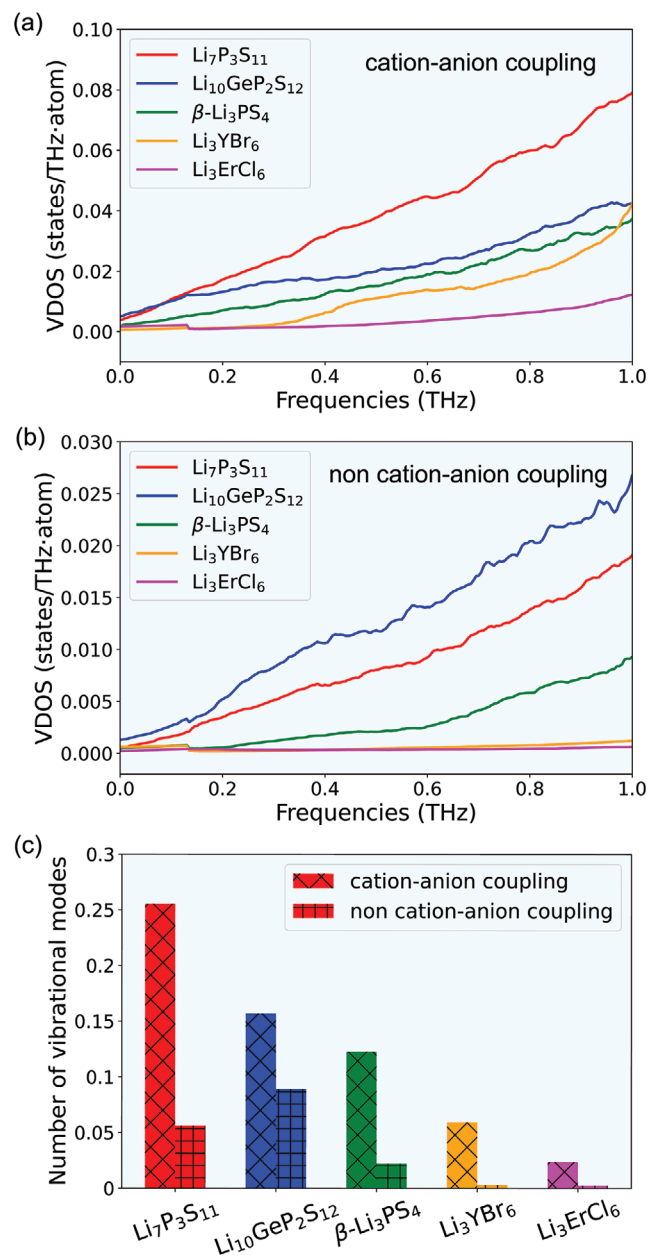 (a)
0.10
0.08
0.06
0.04
0.02
0.00
VDOS (states/THz·atom)
Li₇P₃S₁₁
Li₁₀GeP₂S₁₂
β-Li₃PS₄
Li₃YBr₆
Li₃ErCl₆
cation-anion coupling
0.0 0.2 0.4 0.6 0.8 1.0
Frequencies (THz)
(b)
0.030
0.025
0.020
0.015
0.010
0.005
0.000
VDOS (states/THz·atom)
Li₇P₃S₁₁
Li₁₀GeP₂S₁₂
β-Li₃PS₄
Li₃YBr₆
Li₃ErCl₆
non cation-anion coupling
0.0 0.2 0.4 0.6 0.8 1.0
Frequencies (THz)
(c)
0.3
0.25
0.2
0.15
0.1
0.05
0
Number of vibrational modes
cation-anion coupling
non cation-anion coupling
Li₇P₃S₁₁
Li₁₀GeP₂S₁₂
β-Li₃PS₄
Li₃YBr₆
Li₃ErCl₆